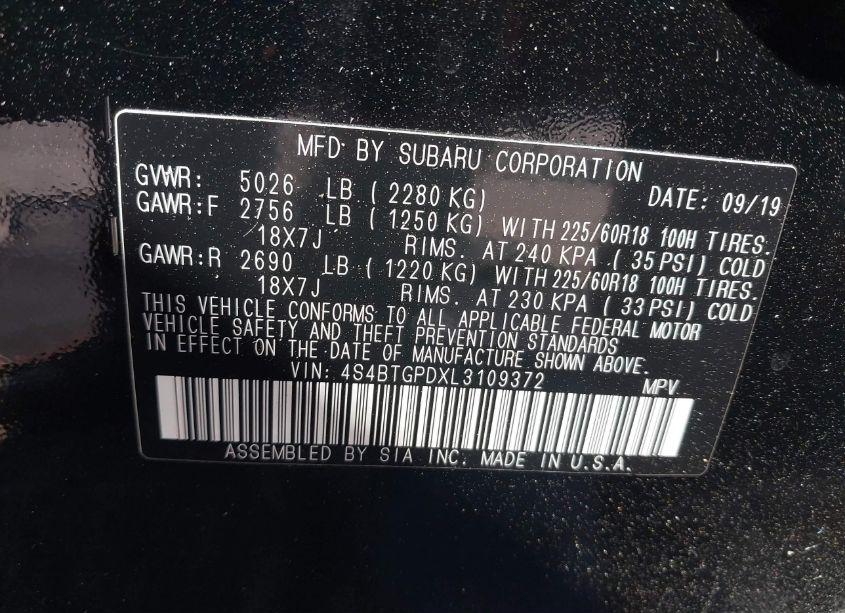 MFD BY SUBARU CORPORATION
GVWR: 5026 LB ( 2280 KG) DATE: 09/19
GAWR:F 2756 LB ( 1250 KG) WITH 225/60R18 100H TIRES.
18X7J RIMS. AT 240 KPA ( 35 PSI) COLD
GAWR:R 2690 LB ( 1220 KG) WITH 225/60R18 100H TIRES.
18X7J RIMS. AT 230 KPA ( 33 PSI) COLD
THIS VEHICLE CONFORMS TO ALL APPLICABLE FEDERAL MOTOR
VEHICLE SAFETY AND THEFT PREVENTION STANDARDS
IN EFFECT ON THE DATE OF MANUFACTURE SHOWN ABOVE.
VIN: 4S4BTGPDXL3109372 MPV
ASSEMBLED BY SIA INC. MADE IN U.S.A.